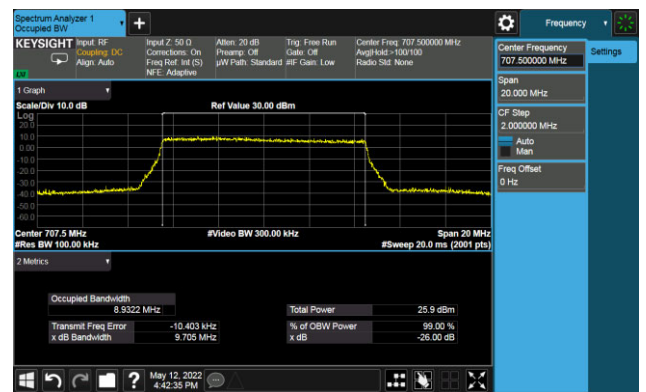 Spectrum Analyzer 1
Occupied BW
Frequency
KEYSIGHT
Input: RF
Coupling: DC
Align: Auto
Input Z: 50 Ω
Corrections: On
Freq Ref: Int (S)
NFE: Adaptive
Atten: 20 dB
Preamp: Off
µW Path: Standard
Trig: Free Run
Gate: Off
#IF Gain: Low
Center Freq: 707.500000 MHz
Avg|Hold:>100/100
Radio Std: None
Center Frequency
707.500000 MHz
Settings
Span
20.000 MHz
CF Step
2.000000 MHz
Auto
Man
Freq Offset
0 Hz
1 Graph
Scale/Div 10.0 dB
Ref Value 30.00 dBm
Log
20.0
10.0
0.00
-10.0
-20.0
-30.0
-40.0
-50.0
-60.0
Center 707.5 MHz
#Video BW 300.00 kHz
Span 20 MHz
#Res BW 100.00 kHz
#Sweep 20.0 ms (2001 pts)
2 Metrics
Occupied Bandwidth
8.9322 MHz
Total Power
25.9 dBm
Transmit Freq Error
-10.403 kHz
% of OBW Power
99.00 %
x dB Bandwidth
9.705 MHz
x dB
-26.00 dB
?
May 12, 2022
4:42:35 PM